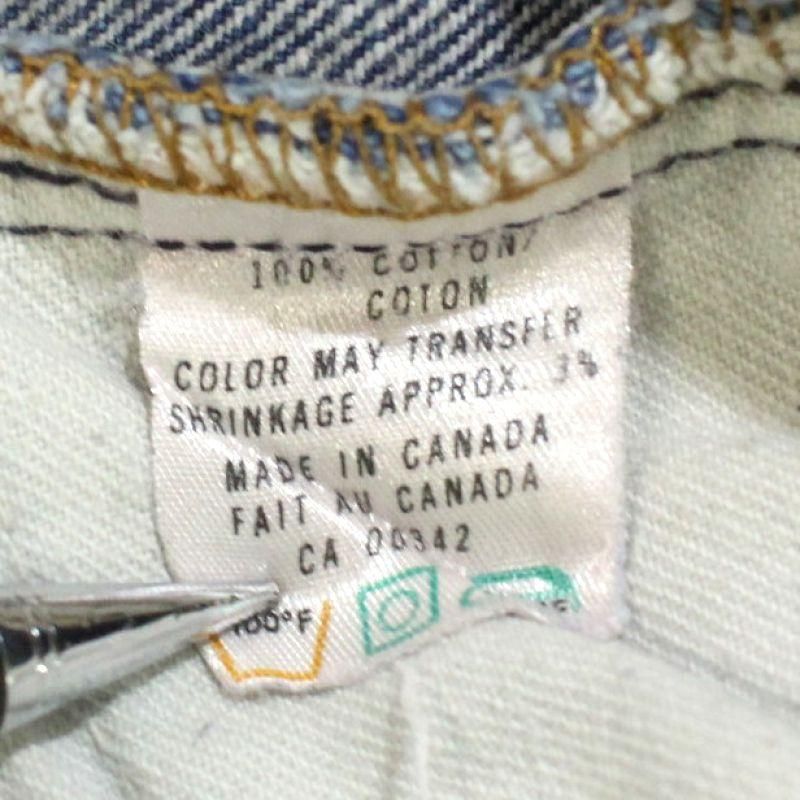 100% COTTON/
COTON
COLOR MAY TRANSFER
SHRINKAGE APPROX. 3%
MADE IN CANADA
FAIT AU CANADA
CA 00342
100°F